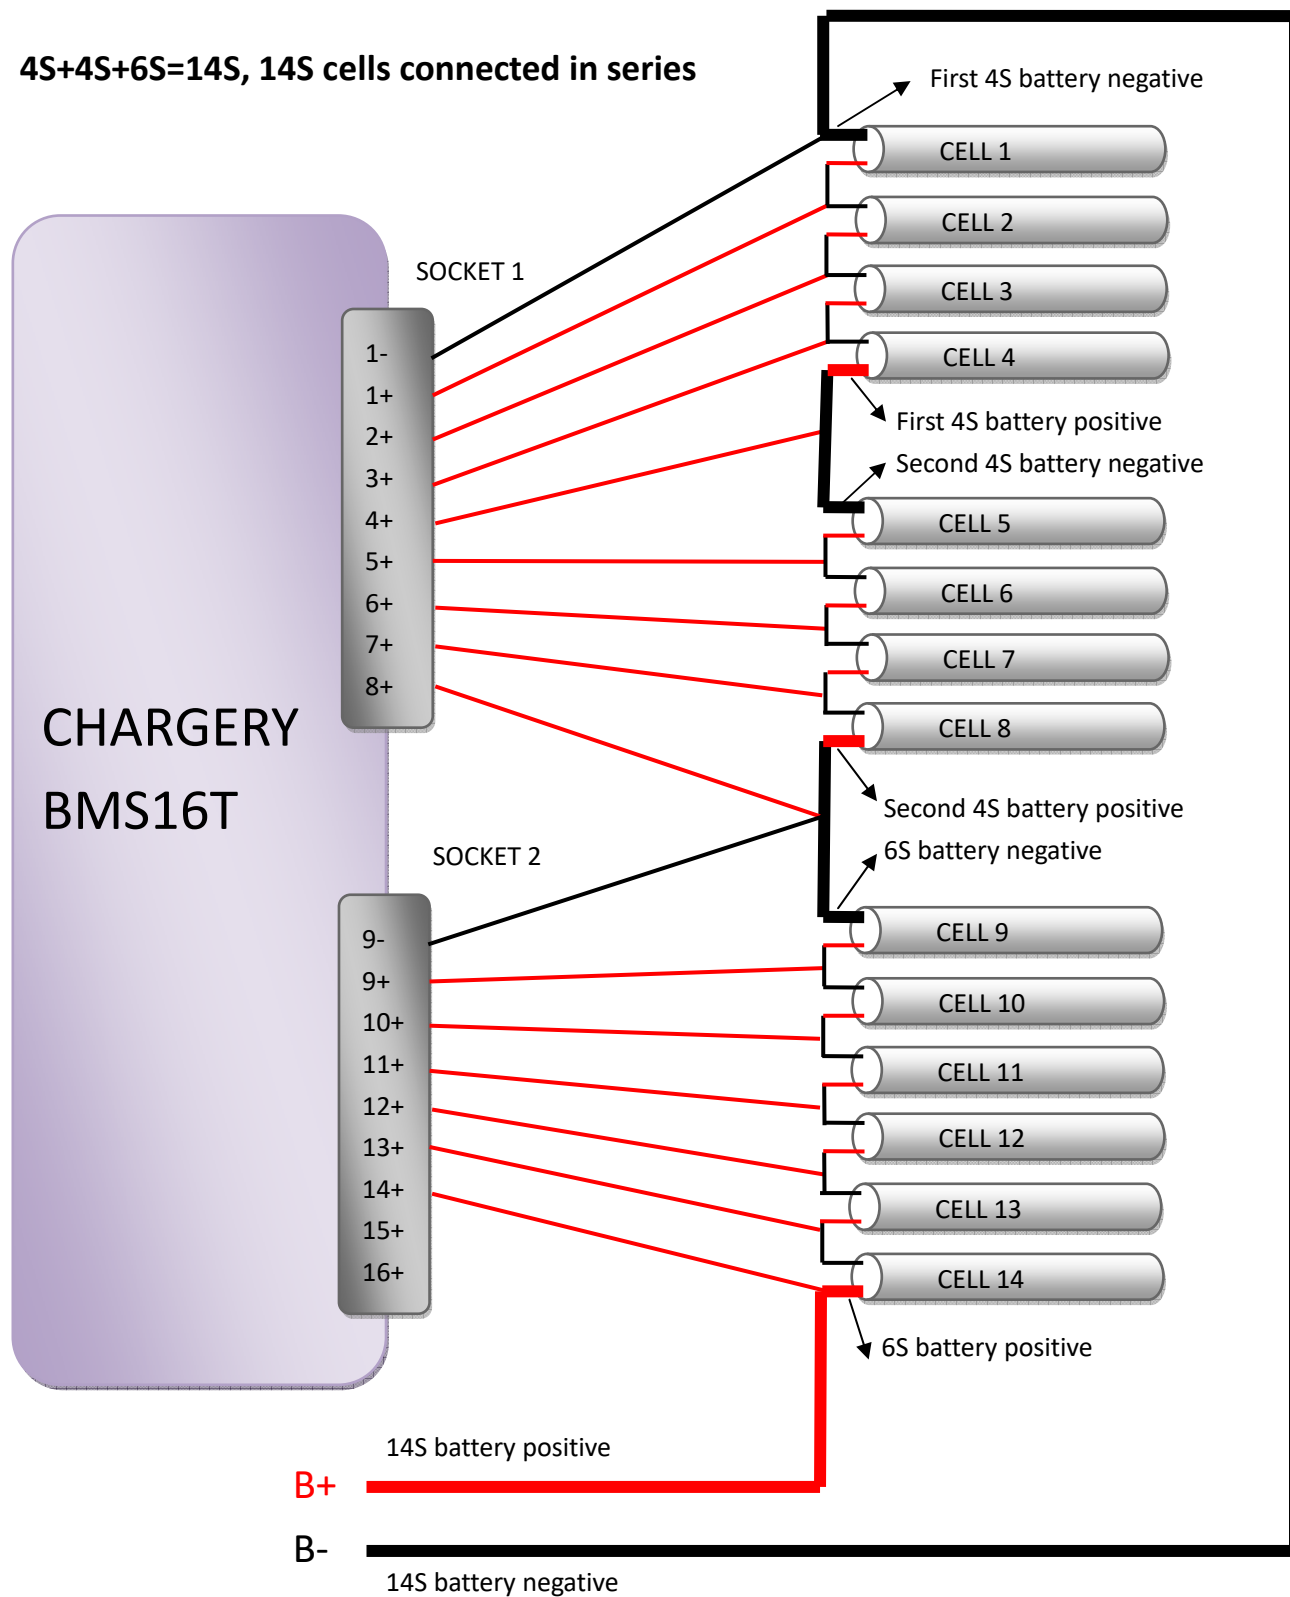 4S+4S+6S=14S, 14S cells connected in series
First 4S battery negative
CELL 1
CELL 2
SOCKET 1
CELL 3
1-
CELL 4
1+
2+
3+
4+
5+
6+
7+
8+
First 4S battery positive
Second 4S battery negative
CELL 5
CELL 6
CELL 7
CELL 8
CHARGERY
BMS16T
Second 4S battery positive
6S battery negative
SOCKET 2
9-
9+
10+
11+
12+
13+
14+
15+
16+
CELL 9
CELL 10
CELL 11
CELL 12
CELL 13
CELL 14
6S battery positive
14S battery positive
B+
B-
14S battery negative